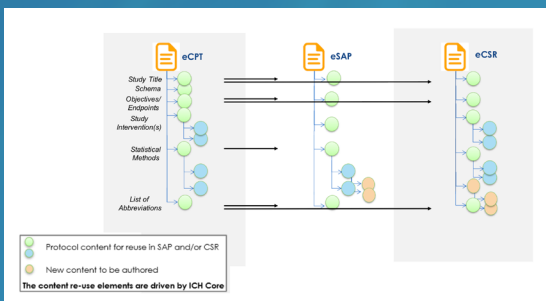 eCPT
eSAP
eCSR
Study Title
Schema
Objectives/
Endpoints
Study
Intervention(s)
Statistical
Methods
List of
Abbreviations
Protocol content for reuse in SAP and/or CSR
New content to be authored
The content re-use elements are driven by ICH Core